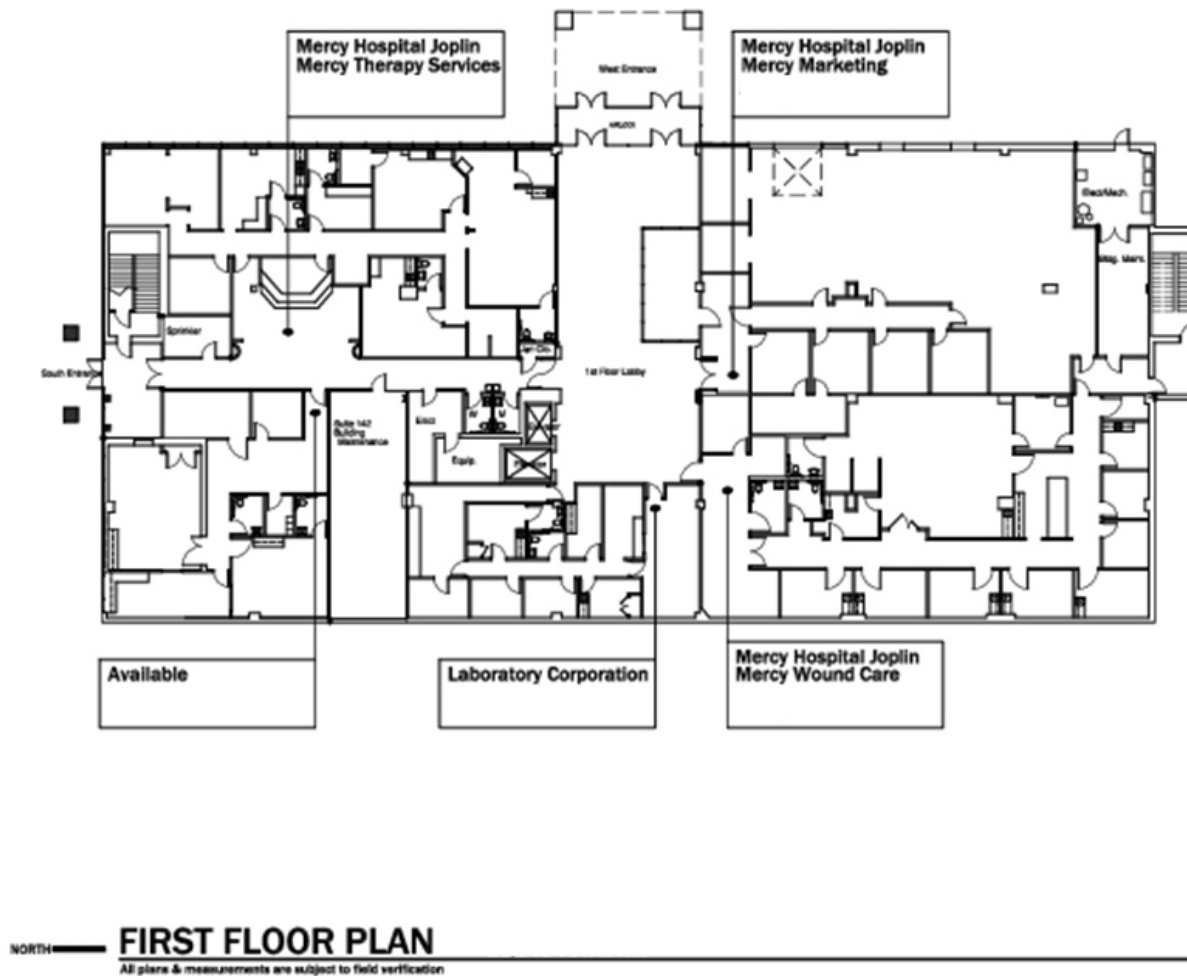 Mercy Hospital Joplin
Mercy Therapy Services
Mercy Hospital Joplin
Mercy Marketing
West Entrance
Elect/Mech.
Sprinkler
South Entrance
Jan Clo.
1st Floor Lobby
Suite 142
Building
Maintenance
Elect
W
M
Equip.
Available
Laboratory Corporation
Mercy Hospital Joplin
Mercy Wound Care
NORTH
FIRST FLOOR PLAN
All plans & measurements are subject to field verification